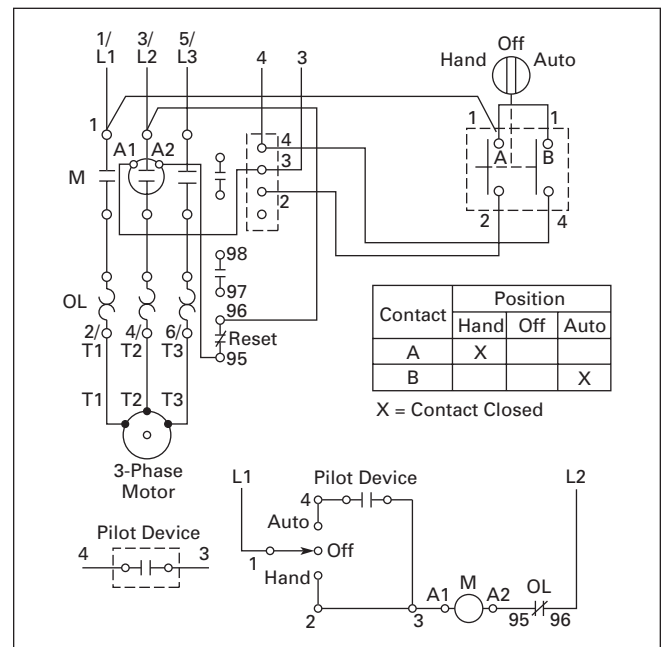 1/ 3/ 5/
L1 L2 L3 4 3
Off
Hand Auto
1 1 1
A1 A2 4 A B
M 3
2 2 4
98
97
OL 96
Reset
2/ 4/ 6/ 95
T1 T2 T3
T1 T2 T3
3-Phase
Motor
Contact Position
Hand Off Auto
A X
B X
X = Contact Closed
Pilot Device
4 3
L1 Pilot Device L2
4
Auto
1 Off
Hand
A1 M A2 OL
2 3 95 96